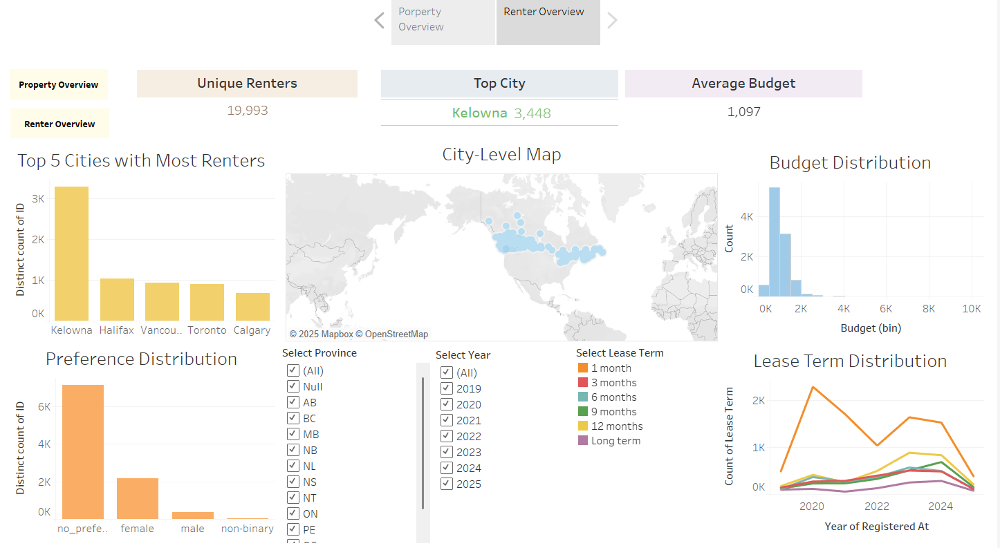 Porperty
Overview
Renter Overview
Property Overview
Renter Overview
Unique Renters
19,993
Top City
Kelowna 3,448
Average Budget
1,097
Top 5 Cities with Most Renters
Distinct count of ID
3K
2K
1K
0K
Kelowna
Halifax
Vancou..
Toronto
Calgary
City-Level Map
© 2025 Mapbox © OpenStreetMap
Budget Distribution
Count
4K
2K
0K
0K
2K
4K
6K
8K
10K
Budget (bin)
Preference Distribution
Distinct count of ID
6K
4K
2K
0K
no_prefe..
female
male
non-binary
Select Province
(All)
Null
AB
BC
MB
NB
NL
NS
NT
ON
PE
Select Year
(All)
2019
2020
2021
2022
2023
2024
2025
Select Lease Term
1 month
3 months
6 months
9 months
12 months
Long term
Lease Term Distribution
Count of Lease Term
2K
1K
0K
2020
2022
2024
Year of Registered At